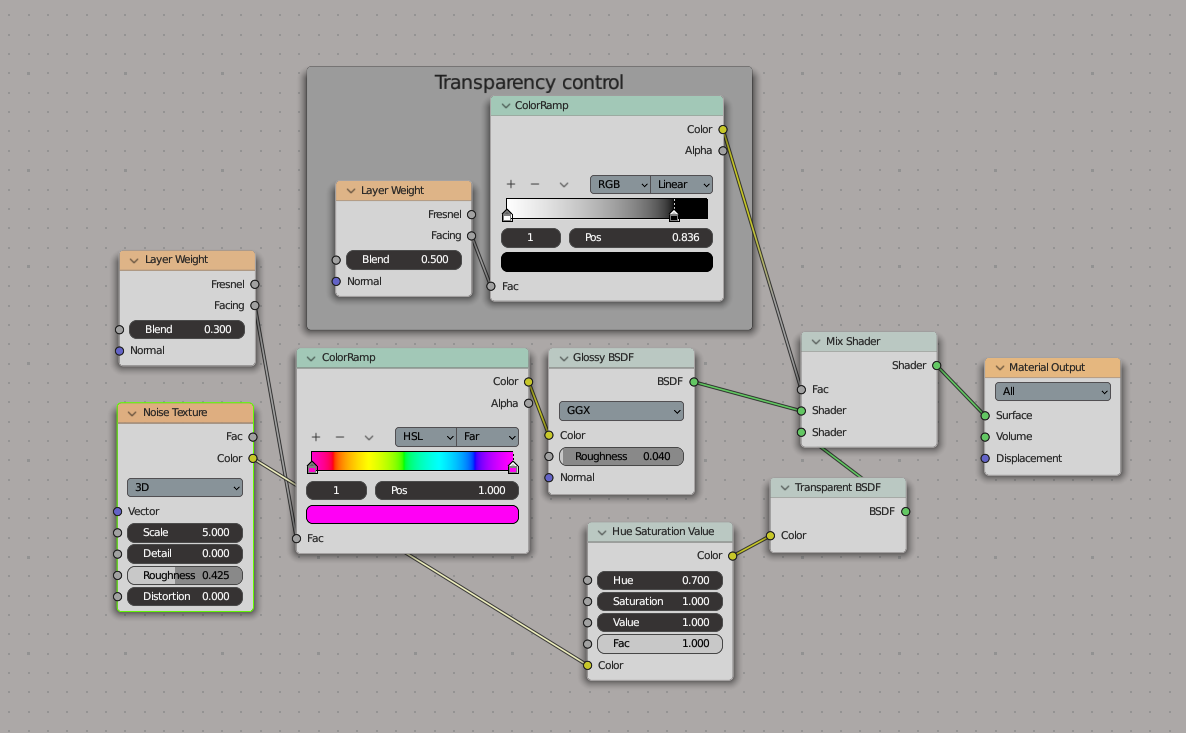 Transparency control
ColorRamp
Color
Alpha
+ −
RGB Linear
1 Pos 0.836
Fac
Layer Weight
Fresnel
Facing
Blend 0.500
Normal
Layer Weight
Fresnel
Facing
Blend 0.300
Normal
Noise Texture
Fac
Color
3D
Vector
Scale 5.000
Detail 0.000
Roughness 0.425
Distortion 0.000
ColorRamp
Color
Alpha
+ −
HSL Far
1 Pos 1.000
Fac
Glossy BSDF
BSDF
GGX
Color
Roughness 0.040
Normal
Hue Saturation Value
Color
Hue 0.700
Saturation 1.000
Value 1.000
Fac 1.000
Color
Transparent BSDF
BSDF
Color
Mix Shader
Shader
Fac
Shader
Shader
Material Output
All
Surface
Volume
Displacement